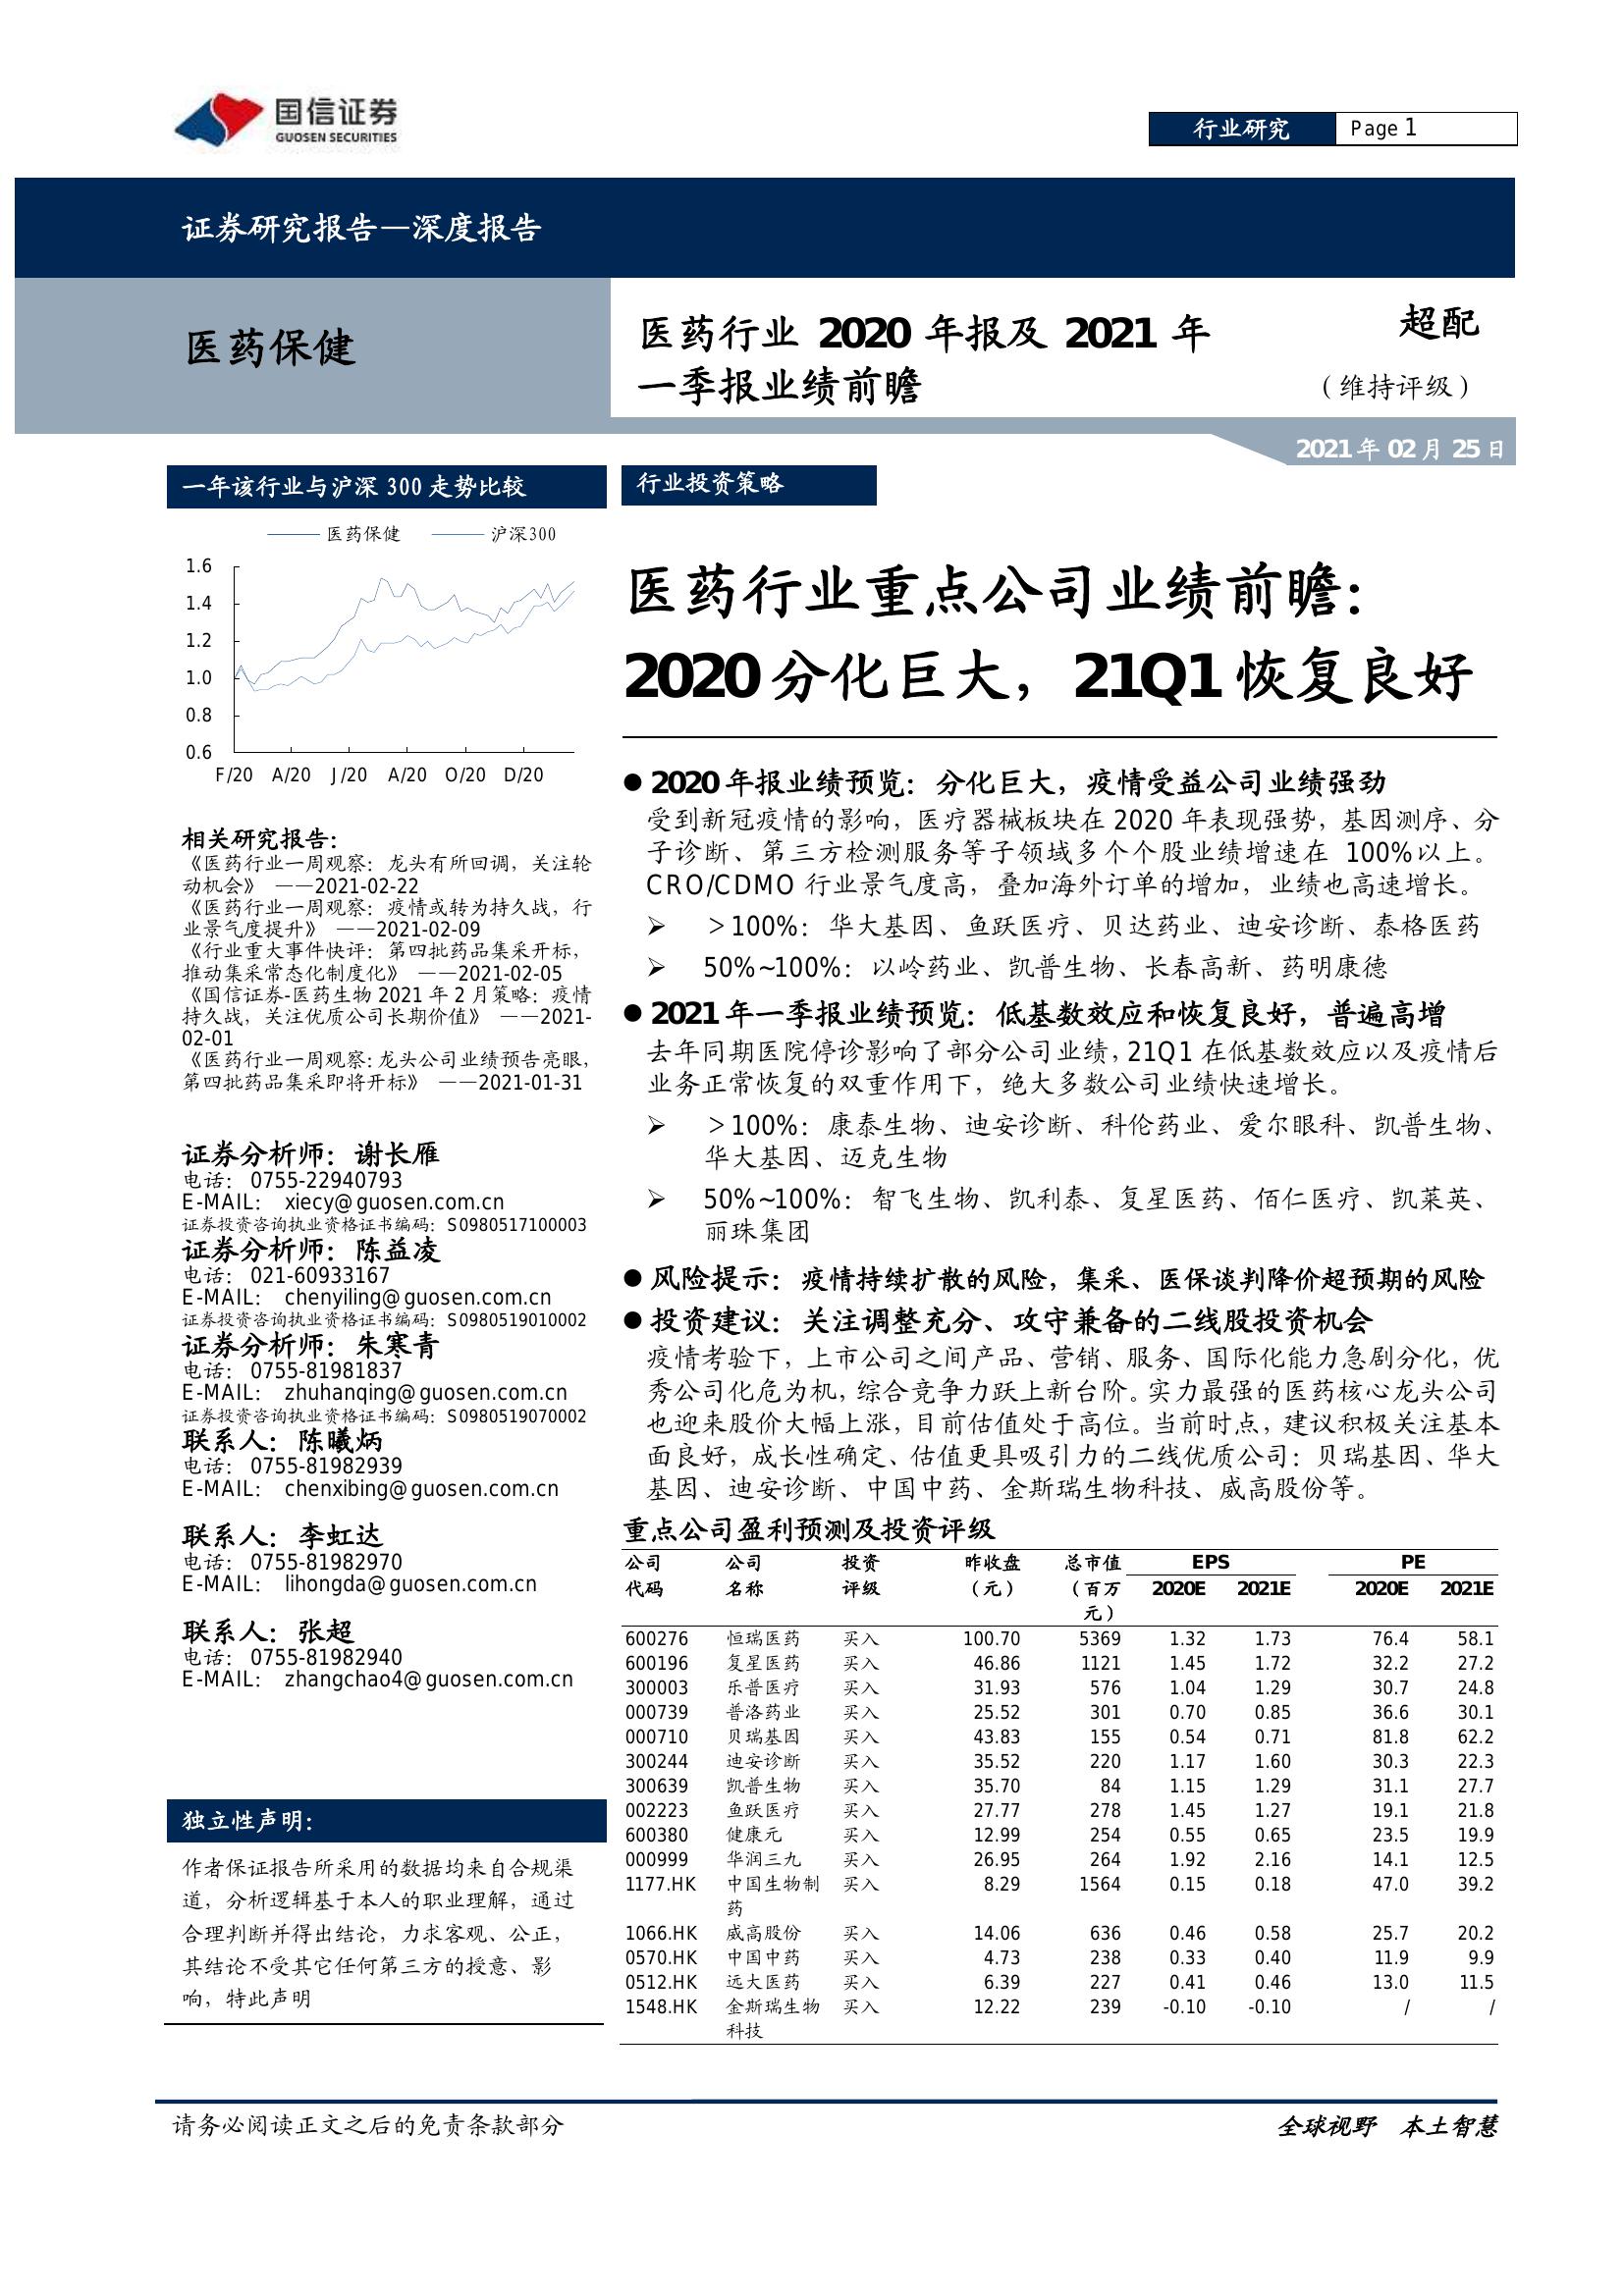 国信证券
GUOSEN SECURITIES
行业研究
Page 1
证券研究报告—深度报告
医药保健
医药行业 2020 年报及 2021 年
一季报业绩前瞻
超配
（维持评级）
2021 年 02 月 25 日
一年该行业与沪深 300 走势比较
医药保健 沪深300
1.6
1.4
1.2
1.0
0.8
0.6
F/20 A/20 J/20 A/20 O/20 D/20
相关研究报告：
《医药行业一周观察：龙头有所回调，关注轮
动机会》 ——2021-02-22
《医药行业一周观察：疫情或转为持久战，行
业景气度提升》 ——2021-02-09
《行业重大事件快评：第四批药品集采开标，
推动集采常态化制度化》 ——2021-02-05
《国信证券-医药生物 2021 年 2 月策略：疫情
持久战，关注优质公司长期价值》 ——2021-
02-01
《医药行业一周观察:龙头公司业绩预告亮眼，
第四批药品集采即将开标》 ——2021-01-31
证券分析师：谢长雁
电话： 0755-22940793
E-MAIL： xiecy@guosen.com.cn
证券投资咨询执业资格证书编码：S0980517100003
证券分析师：陈益凌
电话： 021-60933167
E-MAIL： chenyiling@guosen.com.cn
证券投资咨询执业资格证书编码：S0980519010002
证券分析师：朱寒青
电话： 0755-81981837
E-MAIL： zhuhanqing@guosen.com.cn
证券投资咨询执业资格证书编码：S0980519070002
联系人：陈曦炳
电话： 0755-81982939
E-MAIL： chenxibing@guosen.com.cn
联系人：李虹达
电话： 0755-81982970
E-MAIL： lihongda@guosen.com.cn
联系人：张超
电话： 0755-81982940
E-MAIL： zhangchao4@guosen.com.cn
独立性声明：
作者保证报告所采用的数据均来自合规渠
道，分析逻辑基于本人的职业理解，通过
合理判断并得出结论，力求客观、公正，
其结论不受其它任何第三方的授意、影
响，特此声明
行业投资策略
医药行业重点公司业绩前瞻：
2020 分化巨大，21Q1 恢复良好
● 2020 年报业绩预览：分化巨大，疫情受益公司业绩强劲
受到新冠疫情的影响，医疗器械板块在 2020 年表现强势，基因测序、分
子诊断、第三方检测服务等子领域多个个股业绩增速在 100%以上。
CRO/CDMO 行业景气度高，叠加海外订单的增加，业绩也高速增长。
➢ ＞100%：华大基因、鱼跃医疗、贝达药业、迪安诊断、泰格医药
➢ 50%~100%：以岭药业、凯普生物、长春高新、药明康德
● 2021 年一季报业绩预览：低基数效应和恢复良好，普遍高增
去年同期医院停诊影响了部分公司业绩，21Q1 在低基数效应以及疫情后
业务正常恢复的双重作用下，绝大多数公司业绩快速增长。
➢ ＞100%：康泰生物、迪安诊断、科伦药业、爱尔眼科、凯普生物、
华大基因、迈克生物
➢ 50%~100%：智飞生物、凯利泰、复星医药、佰仁医疗、凯莱英、
丽珠集团
● 风险提示：疫情持续扩散的风险，集采、医保谈判降价超预期的风险
● 投资建议：关注调整充分、攻守兼备的二线股投资机会
疫情考验下，上市公司之间产品、营销、服务、国际化能力急剧分化，优
秀公司化危为机，综合竞争力跃上新台阶。实力最强的医药核心龙头公司
也迎来股价大幅上涨，目前估值处于高位。当前时点，建议积极关注基本
面良好，成长性确定、估值更具吸引力的二线优质公司：贝瑞基因、华大
基因、迪安诊断、中国中药、金斯瑞生物科技、威高股份等。
重点公司盈利预测及投资评级
公司 公司 投资 昨收盘 总市值 EPS PE
代码 名称 评级 （元） （百万 2020E 2021E 2020E 2021E
元）
600276 恒瑞医药 买入 100.70 5369 1.32 1.73 76.4 58.1
600196 复星医药 买入 46.86 1121 1.45 1.72 32.2 27.2
300003 乐普医疗 买入 31.93 576 1.04 1.29 30.7 24.8
000739 普洛药业 买入 25.52 301 0.70 0.85 36.6 30.1
000710 贝瑞基因 买入 43.83 155 0.54 0.71 81.8 62.2
300244 迪安诊断 买入 35.52 220 1.17 1.60 30.3 22.3
300639 凯普生物 买入 35.70 84 1.15 1.29 31.1 27.7
002223 鱼跃医疗 买入 27.77 278 1.45 1.27 19.1 21.8
600380 健康元 买入 12.99 254 0.55 0.65 23.5 19.9
000999 华润三九 买入 26.95 264 1.92 2.16 14.1 12.5
1177.HK 中国生物制 买入 8.29 1564 0.15 0.18 47.0 39.2
药
1066.HK 威高股份 买入 14.06 636 0.46 0.58 25.7 20.2
0570.HK 中国中药 买入 4.73 238 0.33 0.40 11.9 9.9
0512.HK 远大医药 买入 6.39 227 0.41 0.46 13.0 11.5
1548.HK 金斯瑞生物 买入 12.22 239 -0.10 -0.10 / /
科技
请务必阅读正文之后的免责条款部分
全球视野 本土智慧